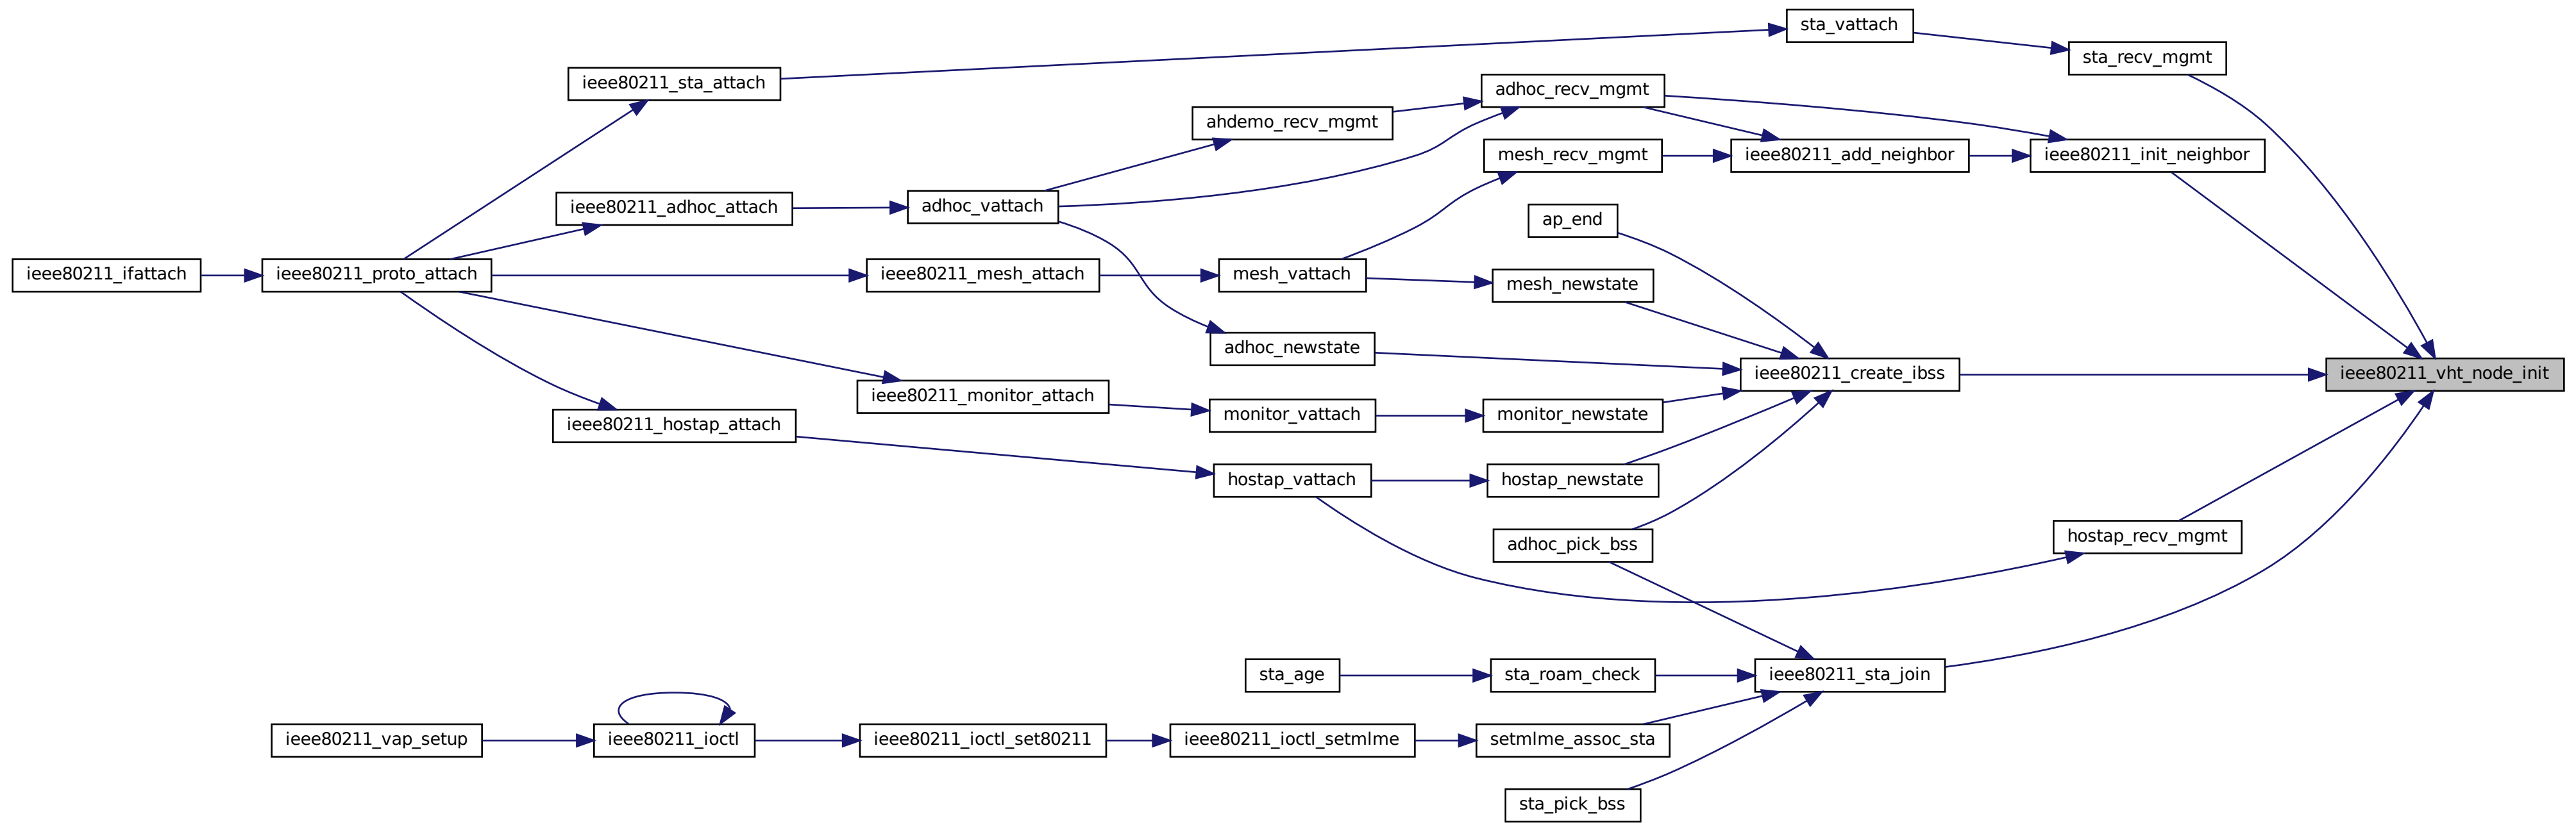 sta_vattach
sta_recv_mgmt
ieee80211_sta_attach
adhoc_recv_mgmt
ahdemo_recv_mgmt
mesh_recv_mgmt
ieee80211_add_neighbor
ieee80211_init_neighbor
ieee80211_adhoc_attach
adhoc_vattach
ap_end
ieee80211_ifattach
ieee80211_proto_attach
ieee80211_mesh_attach
mesh_vattach
mesh_newstate
adhoc_newstate
ieee80211_create_ibss
ieee80211_vht_node_init
ieee80211_monitor_attach
monitor_vattach
monitor_newstate
ieee80211_hostap_attach
hostap_vattach
hostap_newstate
adhoc_pick_bss
hostap_recv_mgmt
sta_age
sta_roam_check
ieee80211_sta_join
ieee80211_vap_setup
ieee80211_ioctl
ieee80211_ioctl_set80211
ieee80211_ioctl_setmlme
setmlme_assoc_sta
sta_pick_bss